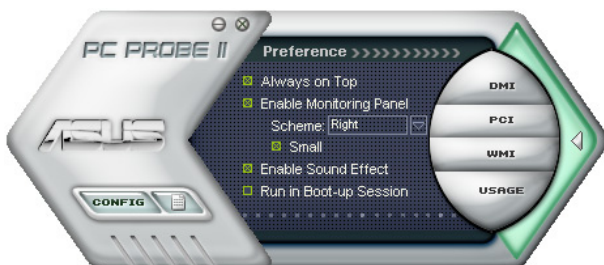 PC PROBE II
ASUS
CONFIG
Preference >>>>>>>>>>>
Always on Top
Enable Monitoring Panel
Scheme: Right
Small
Enable Sound Effect
Run in Boot-up Session
DMI
PCI
WMI
USAGE